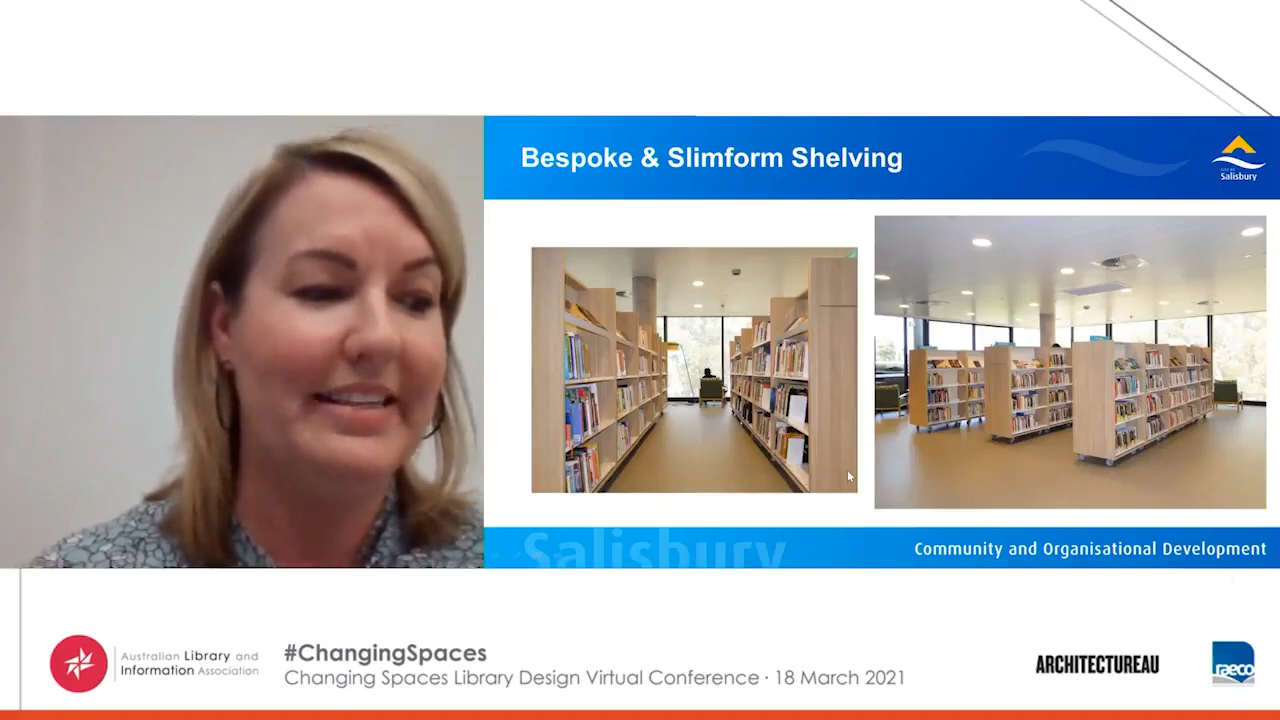 Bespoke & Slimform Shelving
Salisbury
Salisbury
Community and Organisational Development
Australian Library and
Information Association
#ChangingSpaces
Changing Spaces Library Design Virtual Conference · 18 March 2021
ARCHITECTUREAU
raeco